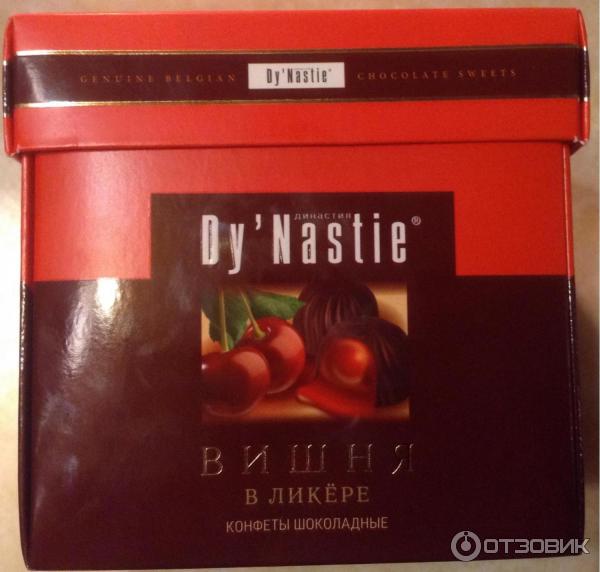 GENUINE BELGIAN Dy'Nastie® CHOCOLATE SWEETS
династия
Dy'Nastie®
ВИШНЯ
В ЛИКЁРЕ
КОНФЕТЫ ШОКОЛАДНЫЕ
ОТЗОВИК